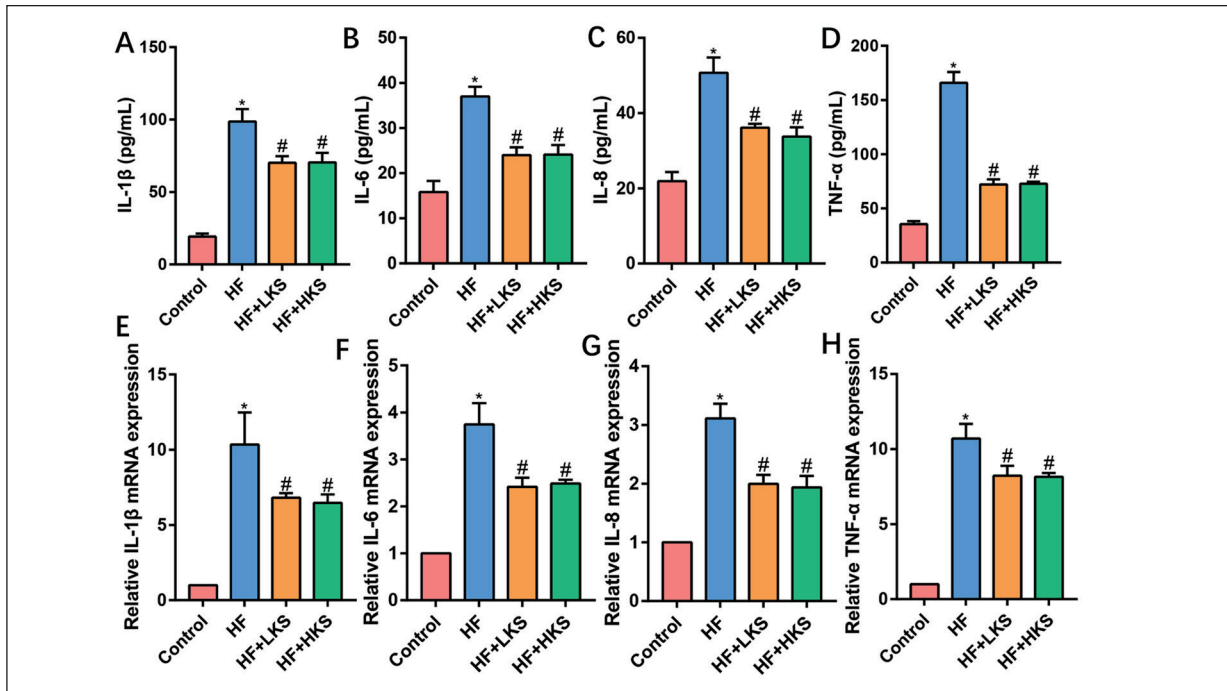 A
IL-1β (pg/mL)
150
100
50
0
*
#
#
Control
HF
HF+LKS
HF+HKS
B
IL-6 (pg/mL)
50
40
30
20
10
0
*
#
#
Control
HF
HF+LKS
HF+HKS
C
IL-8 (pg/mL)
60
40
20
0
*
#
#
Control
HF
HF+LKS
HF+HKS
D
TNF-α (pg/mL)
200
150
100
50
0
*
#
#
Control
HF
HF+LKS
HF+HKS
E
Relative IL-1β mRNA expression
15
10
5
0
*
#
#
Control
HF
HF+LKS
HF+HKS
F
Relative IL-6 mRNA expression
5
4
3
2
1
0
*
#
#
Control
HF
HF+LKS
HF+HKS
G
Relative IL-8 mRNA expression
4
3
2
1
0
*
#
#
Control
HF
HF+LKS
HF+HKS
H
Relative TNF-α mRNA expression
15
10
5
0
*
#
#
Control
HF
HF+LKS
HF+HKS